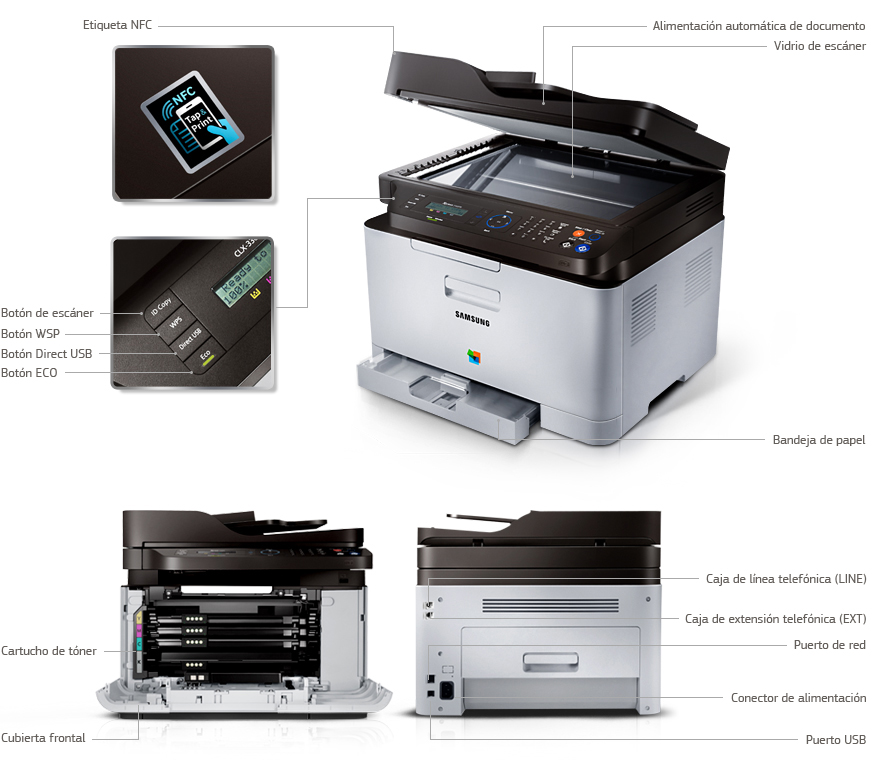 Etiqueta NFC
Alimentación automática de documento
Vidrio de escáner
NFC
Tap &
Print
CLX-33
Ready to
100%
ID Copy
WPS
Direct USB
Eco
Botón de escáner
Botón WSP
Botón Direct USB
Botón ECO
SAMSUNG
Bandeja de papel
Caja de línea telefónica (LINE)
Caja de extensión telefónica (EXT)
Puerto de red
Cartucho de tóner
Conector de alimentación
Cubierta frontal
Puerto USB